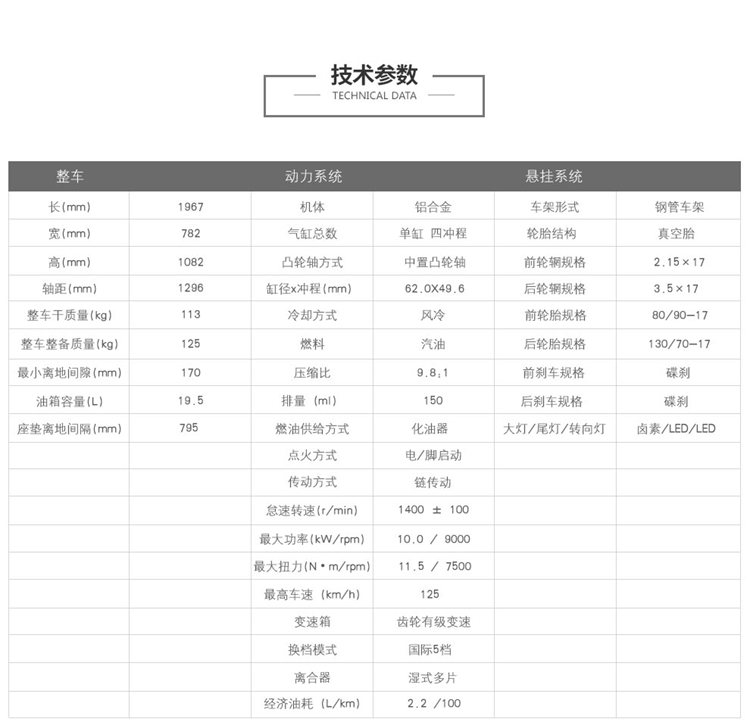 技术参数
TECHNICAL DATA
整车 动力系统 悬挂系统
长(mm) 1967 机体 铝合金 车架形式 钢管车架
宽(mm) 782 气缸总数 单缸 四冲程 轮胎结构 真空胎
高(mm) 1082 凸轮轴方式 中置凸轮轴 前轮辋规格 2.15×17
轴距(mm) 1296 缸径x冲程(mm) 62.0X49.6 后轮辋规格 3.5×17
整车干质量(kg) 113 冷却方式 风冷 前轮胎规格 80/90-17
整车整备质量(kg) 125 燃料 汽油 后轮胎规格 130/70-17
最小离地间隙(mm) 170 压缩比 9.8:1 前刹车规格 碟刹
油箱容量(L) 19.5 排量 (ml) 150 后刹车规格 碟刹
座垫离地间隔(mm) 795 燃油供给方式 化油器 大灯/尾灯/转向灯 卤素/LED/LED
点火方式 电/脚启动
传动方式 链传动
怠速转速(r/min) 1400 ± 100
最大功率(kW/rpm) 10.0 / 9000
最大扭力(N•m/rpm) 11.5 / 7500
最高车速 (km/h) 125
变速箱 齿轮有级变速
换档模式 国际5档
离合器 湿式多片
经济油耗 (L/km) 2.2 /100